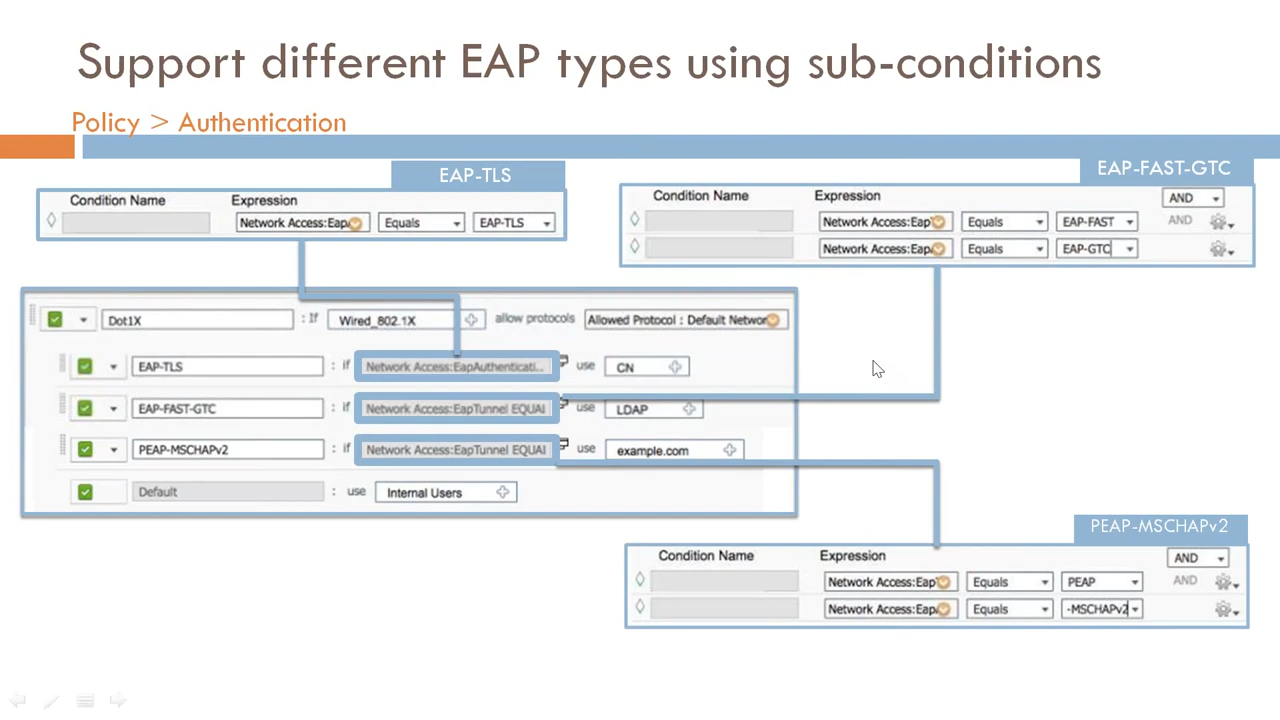 Support different EAP types using sub-conditions
Policy > Authentication
EAP-TLS
Condition Name Expression
Network Access:Eap Equals EAP-TLS
EAP-FAST-GTC
Condition Name Expression AND
Network Access:Eap Equals EAP-FAST AND
Network Access:Eap Equals EAP-GTC
Dot1X : If Wired_802.1X allow protocols Allowed Protocol : Default Networ
EAP-TLS : if Network Access:EapAuthenticati... use CN
EAP-FAST-GTC : if Network Access:EapTunnel EQUAI use LDAP
PEAP-MSCHAPv2 : if Network Access:EapTunnel EQUAI use example.com
Default : use Internal Users
PEAP-MSCHAPv2
Condition Name Expression AND
Network Access:Eap Equals PEAP AND
Network Access:Eap Equals -MSCHAPv2